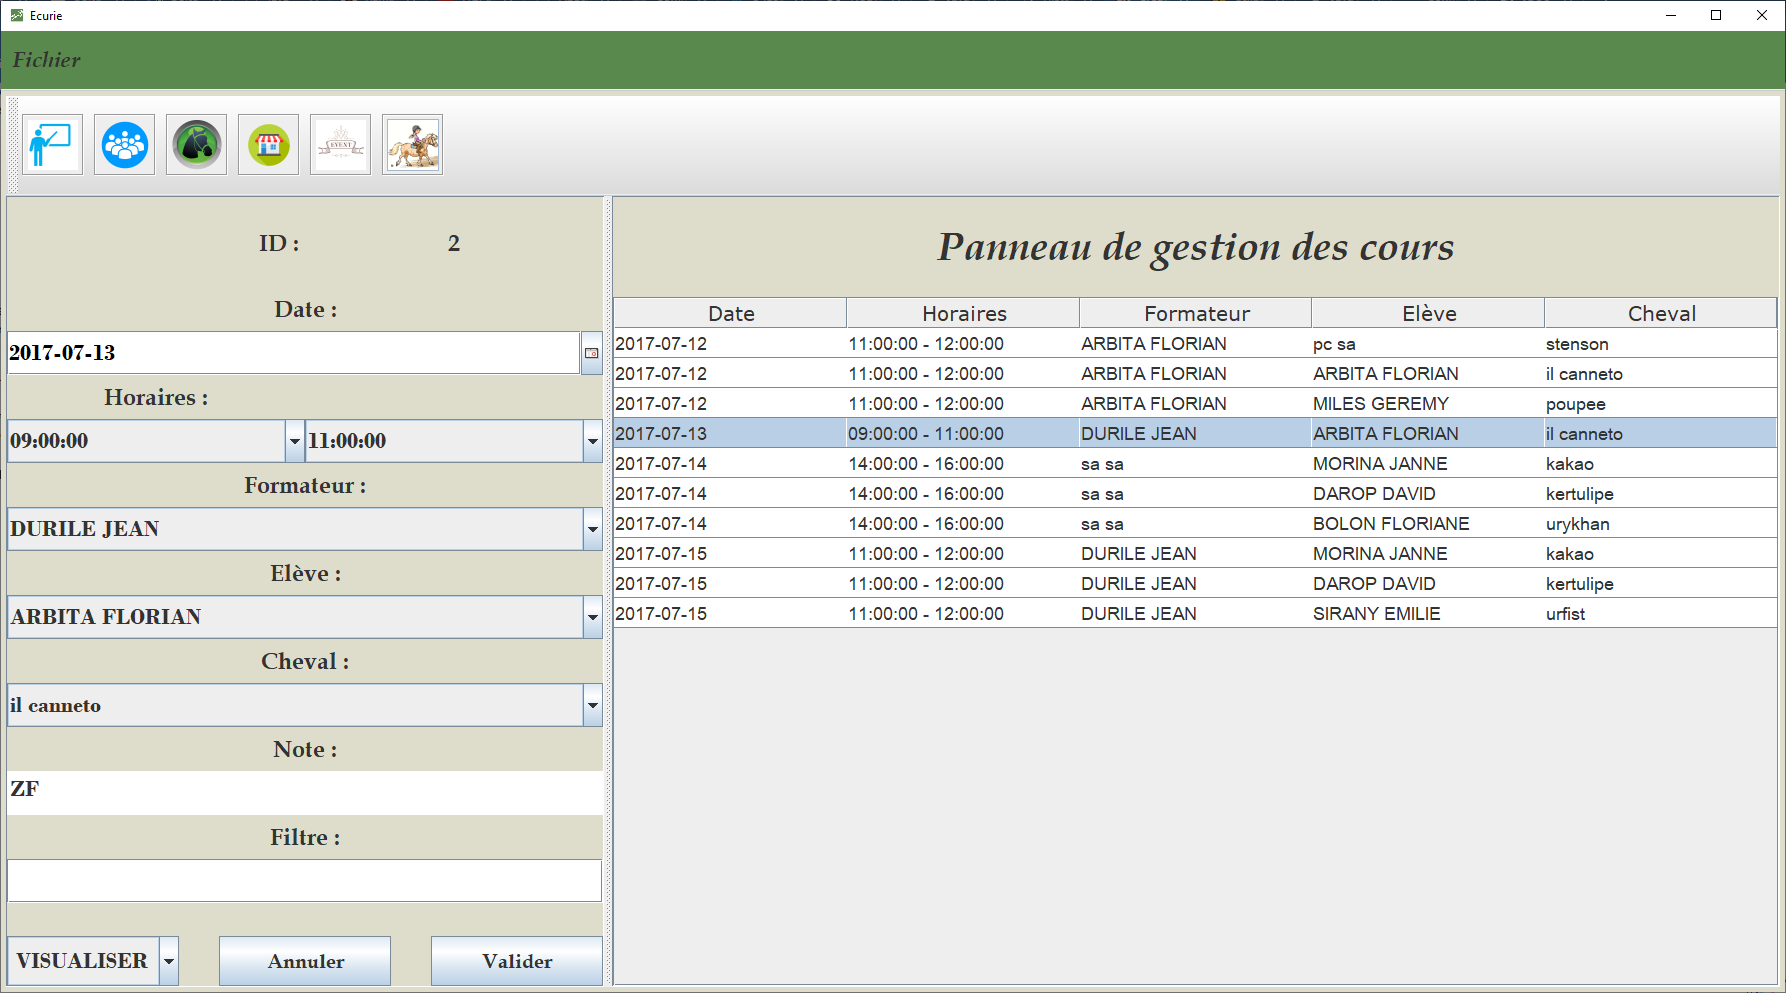 Ecurie
Fichier
EVENT
ID : 2
Date :
2017-07-13
Horaires :
09:00:00 11:00:00
Formateur :
DURILE JEAN
Elève :
ARBITA FLORIAN
Cheval :
il canneto
Note :
ZF
Filtre :
VISUALISER Annuler Valider
Panneau de gestion des cours
Date Horaires Formateur Elève Cheval
2017-07-12 11:00:00 - 12:00:00 ARBITA FLORIAN pc sa stenson
2017-07-12 11:00:00 - 12:00:00 ARBITA FLORIAN ARBITA FLORIAN il canneto
2017-07-12 11:00:00 - 12:00:00 ARBITA FLORIAN MILES GEREMY poupee
2017-07-13 09:00:00 - 11:00:00 DURILE JEAN ARBITA FLORIAN il canneto
2017-07-14 14:00:00 - 16:00:00 sa sa MORINA JANNE kakao
2017-07-14 14:00:00 - 16:00:00 sa sa DAROP DAVID kertulipe
2017-07-14 14:00:00 - 16:00:00 sa sa BOLON FLORIANE urykhan
2017-07-15 11:00:00 - 12:00:00 DURILE JEAN MORINA JANNE kakao
2017-07-15 11:00:00 - 12:00:00 DURILE JEAN DAROP DAVID kertulipe
2017-07-15 11:00:00 - 12:00:00 DURILE JEAN SIRANY EMILIE urfist